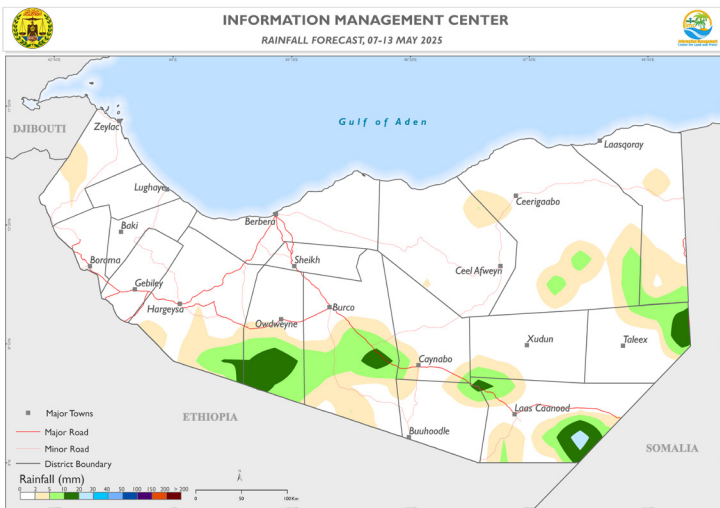 INFORMATION MANAGEMENT CENTER
RAINFALL FORECAST, 07-13 MAY 2025
Gulf of Aden
DJIBOUTI
Zeylac
Laasqoray
Lughaye
Ceerigaabo
Berbera
Baki
Borama
Sheikh
Ceel Afweyn
Gebiley
Hargeysa
Burco
Owdweyne
Xudun
Taleex
Caynabo
ETHIOPIA
Laas Caanood
Buuhoodle
SOMALIA
Major Towns
Major Road
Minor Road
District Boundary
Rainfall (mm)
0 2 5 10 20 30 40 50 100 150 200 > 200
0 50 100 Km